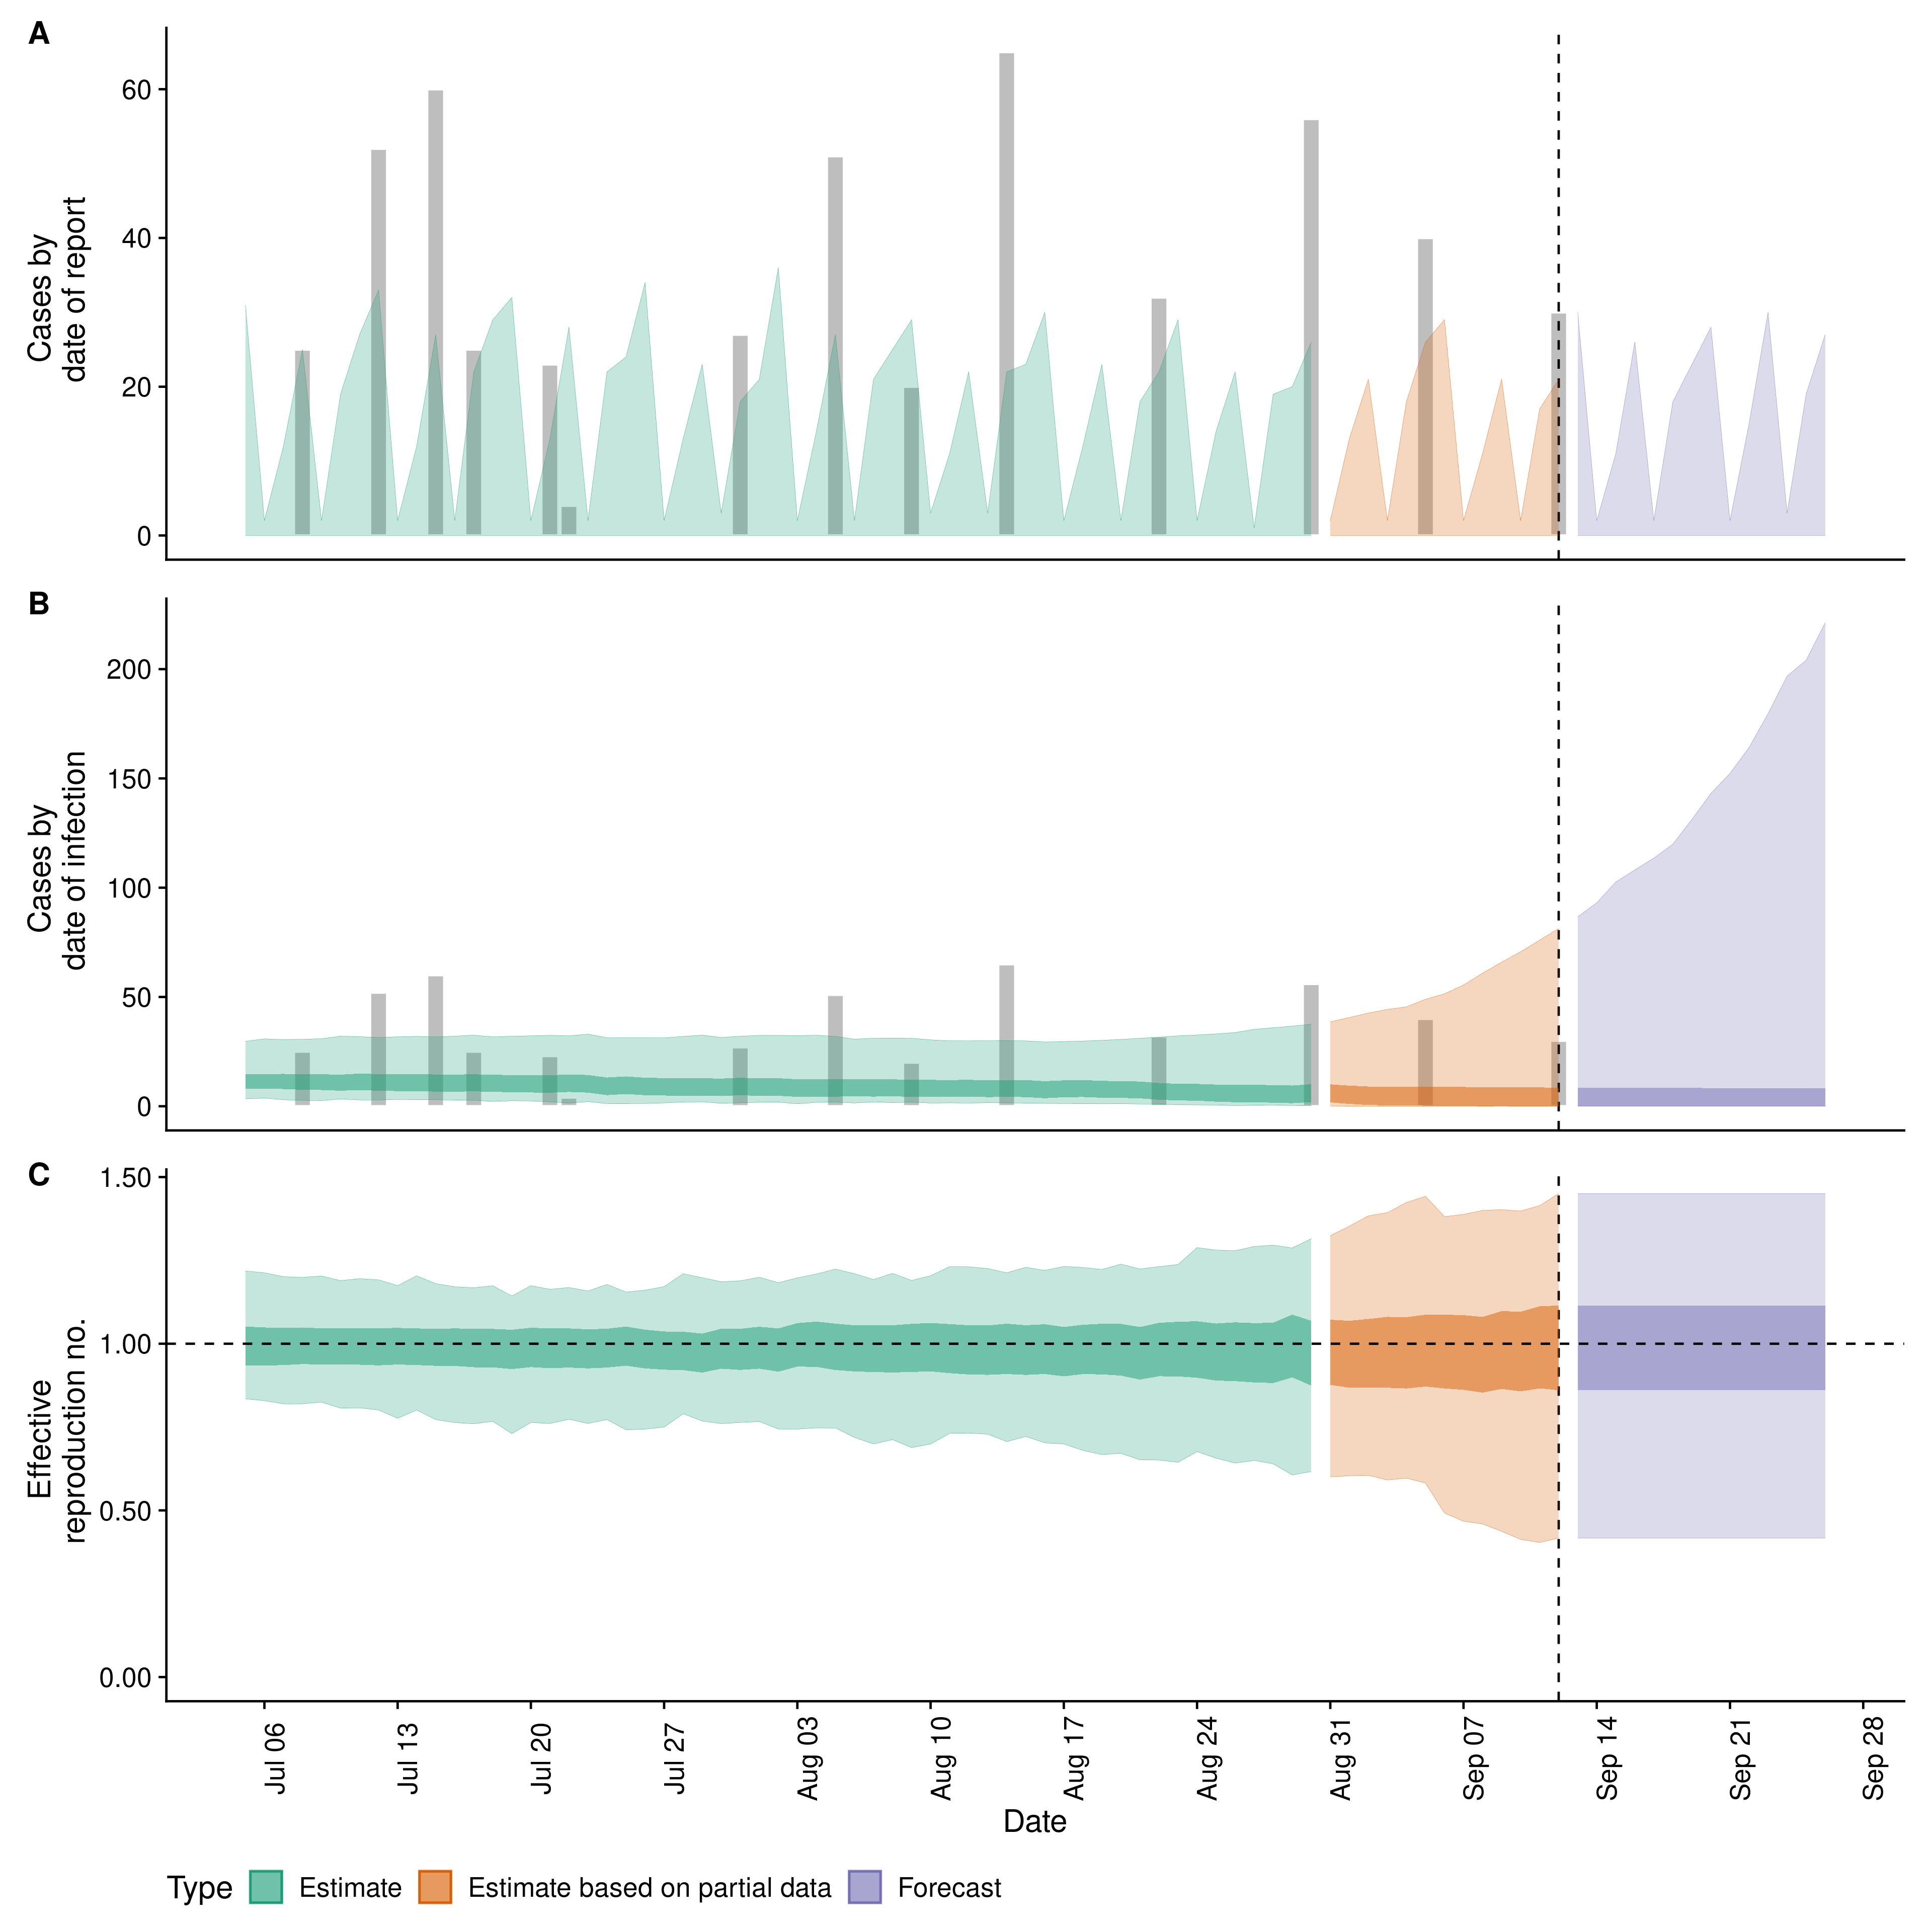 A
Cases by
date of report
60
40
20
0
B
Cases by
date of infection
200
150
100
50
0
C
Effective
reproduction no.
1.50
1.00
0.50
0.00
Jul 06
Jul 13
Jul 20
Jul 27
Aug 03
Aug 10
Aug 17
Aug 24
Aug 31
Sep 07
Sep 14
Sep 21
Sep 28
Date
Type Estimate Estimate based on partial data Forecast